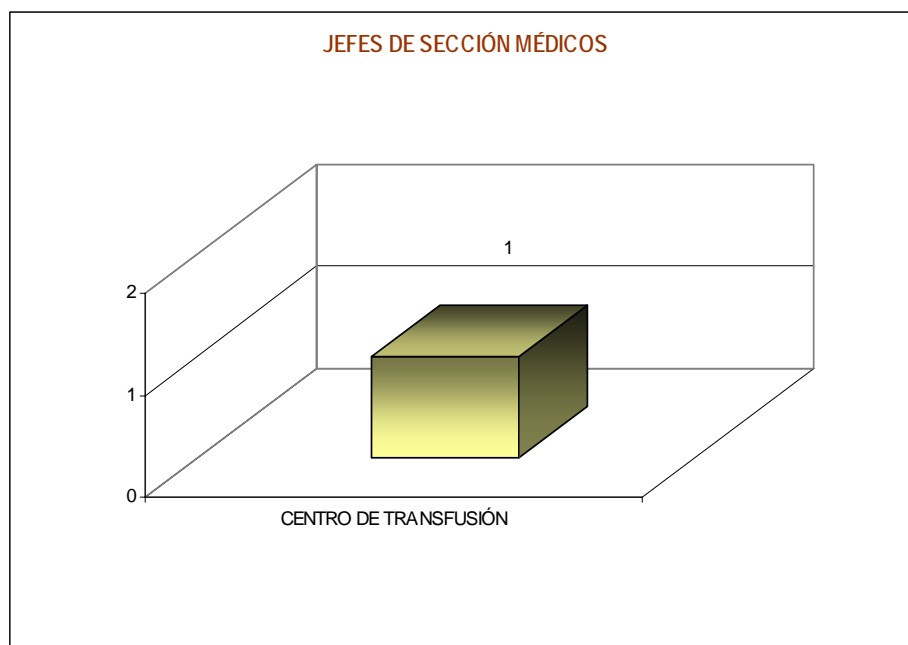 JEFES DE SECCIÓN MÉDICOS
1
2
1
0
CENTRO DE TRANSFUSIÓN